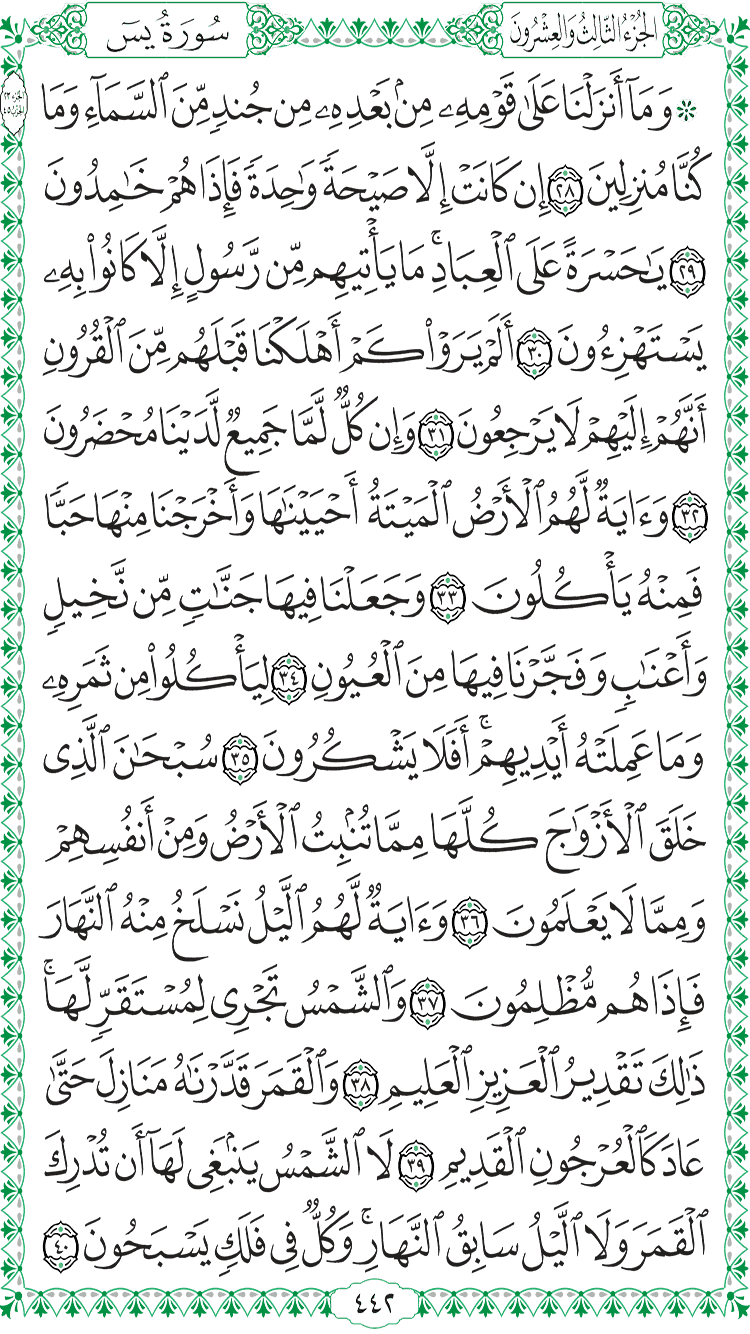 الجُزْءُ الثَّالِثُ وَالعِشْرُونَ
سُورَةُ يسٓ
۞ وَمَآ أَنزَلْنَا عَلَىٰ قَوْمِهِۦ مِنۢ بَعْدِهِۦ مِن جُندٍ مِّنَ ٱلسَّمَآءِ وَمَا
كُنَّا مُنزِلِينَ ٢٨ إِن كَانَتْ إِلَّا صَيْحَةً وَٰحِدَةً فَإِذَا هُمْ خَٰمِدُونَ
٢٩ يَٰحَسْرَةً عَلَى ٱلْعِبَادِۚ مَا يَأْتِيهِم مِّن رَّسُولٍ إِلَّا كَانُوا۟ بِهِۦ
يَسْتَهْزِءُونَ ٣٠ أَلَمْ يَرَوْا۟ كَمْ أَهْلَكْنَا قَبْلَهُم مِّنَ ٱلْقُرُونِ
أَنَّهُمْ إِلَيْهِمْ لَا يَرْجِعُونَ ٣١ وَإِن كُلٌّ لَّمَّا جَمِيعٌ لَّدَيْنَا مُحْضَرُونَ
٣٢ وَءَايَةٌ لَّهُمُ ٱلْأَرْضُ ٱلْمَيْتَةُ أَحْيَيْنَٰهَا وَأَخْرَجْنَا مِنْهَا حَبًّا
فَمِنْهُ يَأْكُلُونَ ٣٣ وَجَعَلْنَا فِيهَا جَنَّٰتٍ مِّن نَّخِيلٍ
وَأَعْنَٰبٍ وَفَجَّرْنَا فِيهَا مِنَ ٱلْعُيُونِ ٣٤ لِيَأْكُلُوا۟ مِن ثَمَرِهِۦ
وَمَا عَمِلَتْهُ أَيْدِيهِمْۚ أَفَلَا يَشْكُرُونَ ٣٥ سُبْحَٰنَ ٱلَّذِى
خَلَقَ ٱلْأَزْوَٰجَ كُلَّهَا مِمَّا تُنۢبِتُ ٱلْأَرْضُ وَمِنْ أَنفُسِهِمْ
وَمِمَّا لَا يَعْلَمُونَ ٣٦ وَءَايَةٌ لَّهُمُ ٱلَّيْلُ نَسْلَخُ مِنْهُ ٱلنَّهَارَ
فَإِذَا هُم مُّظْلِمُونَ ٣٧ وَٱلشَّمْسُ تَجْرِى لِمُسْتَقَرٍّ لَّهَاۚ
ذَٰلِكَ تَقْدِيرُ ٱلْعَزِيزِ ٱلْعَلِيمِ ٣٨ وَٱلْقَمَرَ قَدَّرْنَٰهُ مَنَازِلَ حَتَّىٰ
عَادَ كَٱلْعُرْجُونِ ٱلْقَدِيمِ ٣٩ لَا ٱلشَّمْسُ يَنۢبَغِى لَهَآ أَن تُدْرِكَ
ٱلْقَمَرَ وَلَا ٱلَّيْلُ سَابِقُ ٱلنَّهَارِۚ وَكُلٌّ فِى فَلَكٍ يَسْبَحُونَ ٤٠
٤٤٢